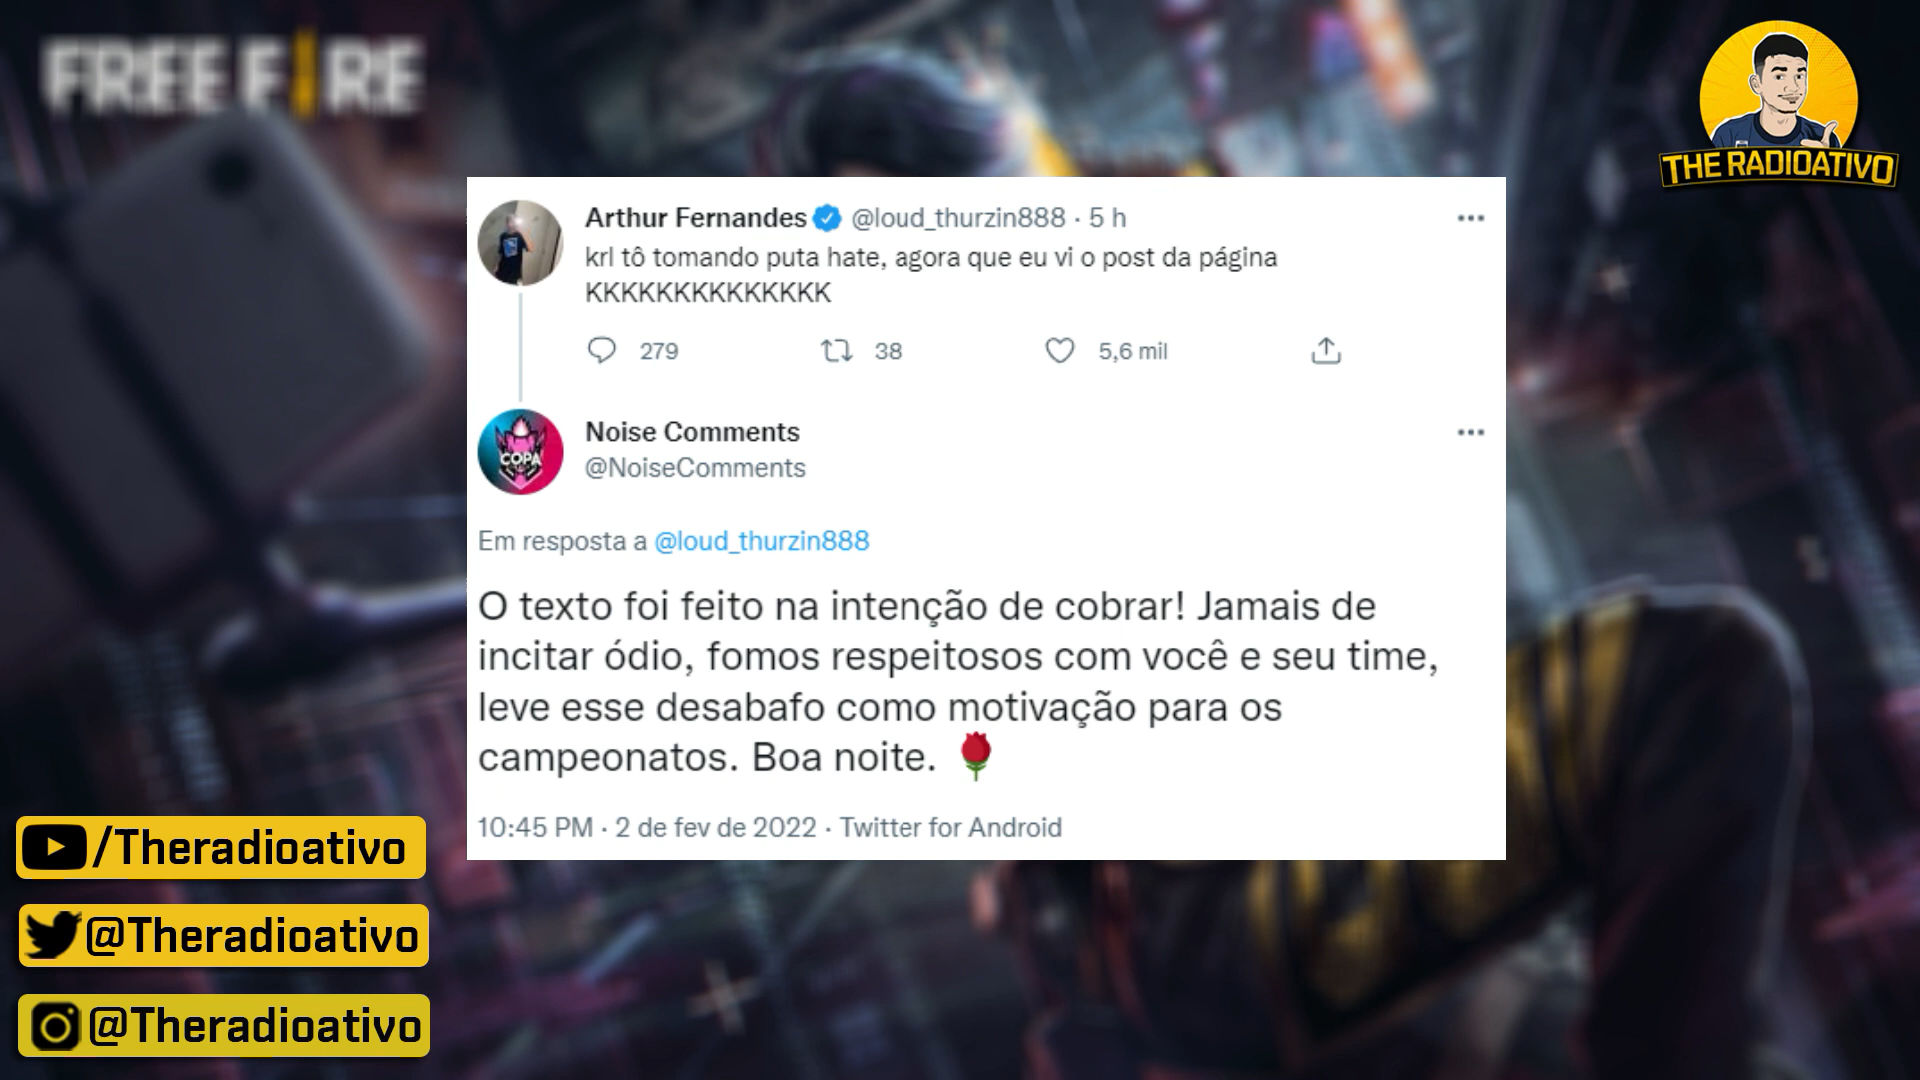 FREE FIRE
THE RADIOATIVO
Arthur Fernandes @loud_thurzin888 · 5 h
krl tô tomando puta hate, agora que eu vi o post da página
KKKKKKKKKKKKKK
279 38 5,6 mil
COPA
Noise Comments
@NoiseComments
Em resposta a @loud_thurzin888
O texto foi feito na intenção de cobrar! Jamais de
incitar ódio, fomos respeitosos com você e seu time,
leve esse desabafo como motivação para os
campeonatos. Boa noite. 🌹
10:45 PM · 2 de fev de 2022 · Twitter for Android
/Theradioativo
@Theradioativo
@Theradioativo